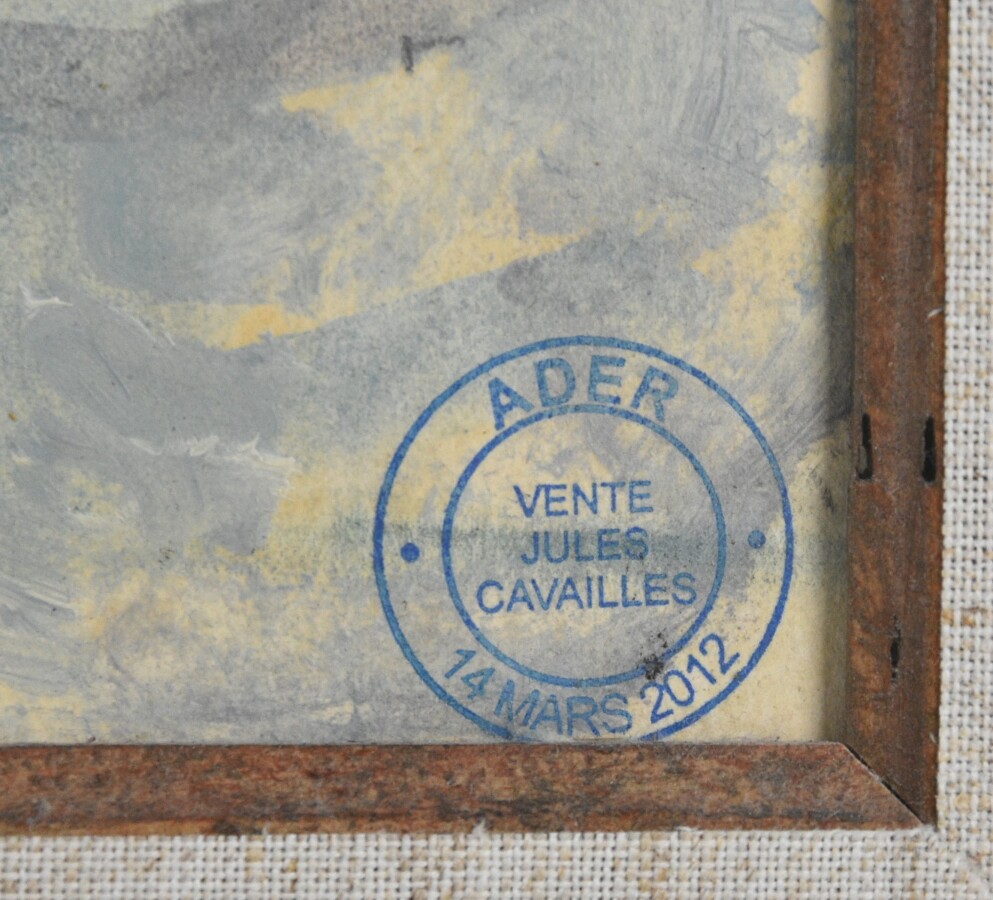 ADER
VENTE
JULES
CAVAILLES
14 MARS 2012